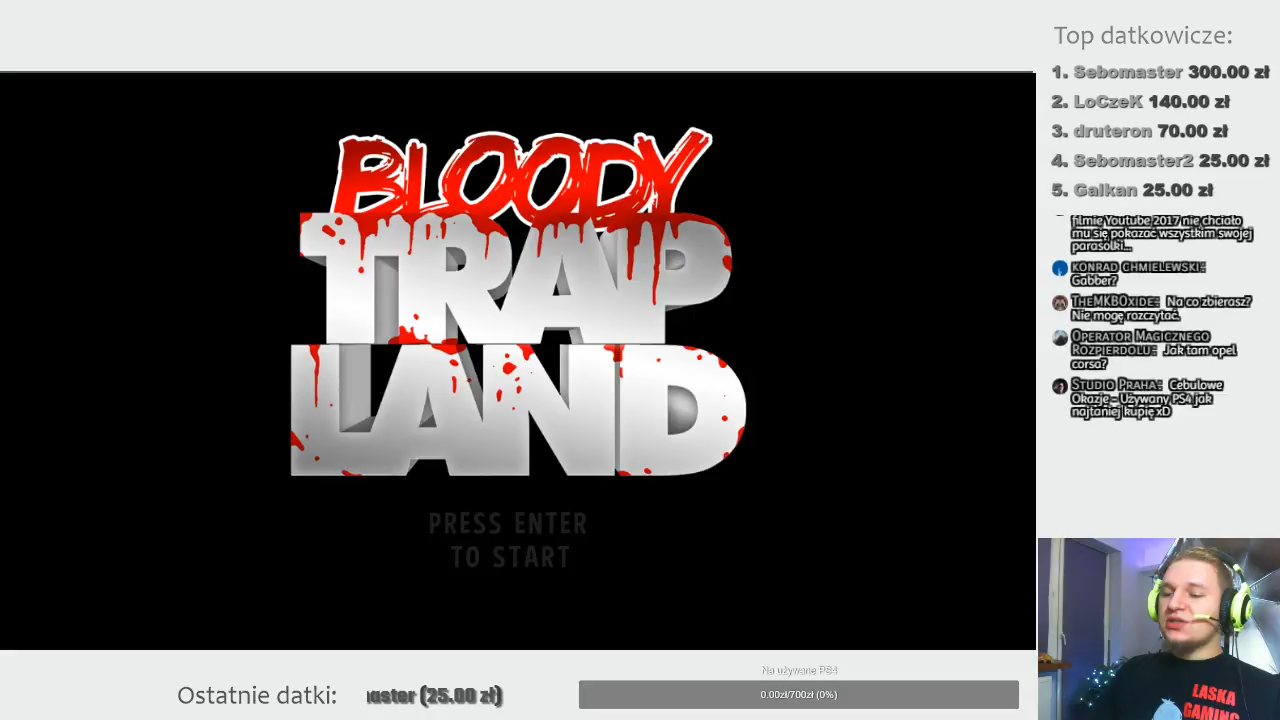 Top datkowicze:
1. Sebomaster 300.00 zł
2. LoCzeK 140.00 zł
3. druteron 70.00 zł
4. Sebomaster2 25.00 zł
5. Galkan 25.00 zł
filmie Youtube 2017 nie chciało
mu się pokazać wszystkim swojej
parasolki...
KONRAD CHMIELEWSKI:
Gabber?
THEMKBOXIDE: Na co zbierasz?
Nie mogę rozczytać.
OPERATOR MAGICZNEGO
ROZPIERDOLU: Jak tam opel
corsa?
STUDIO PRAHA: Cebulowe
Okazje - Używany PS4 jak
najtaniej kupię xD
BLOODY
TRAP
LAND
PRESS ENTER
TO START
LASKA
GAMING
Ostatnie datki: aster (25.00 zł)
Na używane PS4
0.00zł/700zł (0%)